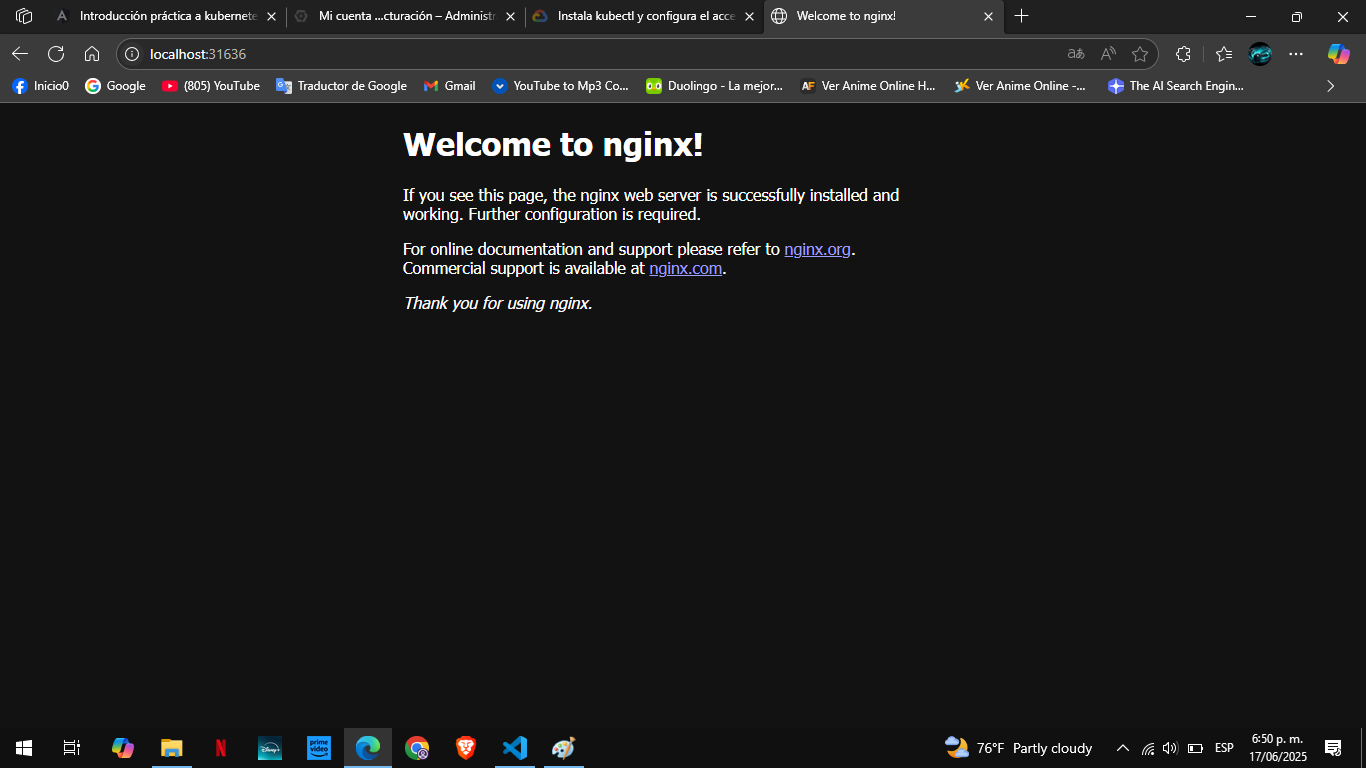 Introducción práctica a kubernete
Mi cuenta ...cturación – Administr
Instala kubectl y configura el acce
Welcome to nginx!
localhost:31636
Inicio0
Google
(805) YouTube
Traductor de Google
Gmail
YouTube to Mp3 Co...
Duolingo - La mejor...
AF
Ver Anime Online H...
Ver Anime Online -...
The AI Search Engin...
Welcome to nginx!
If you see this page, the nginx web server is successfully installed and
working. Further configuration is required.
For online documentation and support please refer to nginx.org.
Commercial support is available at nginx.com.
Thank you for using nginx.
N
Disney+
prime video
76°F Partly cloudy
ESP
6:50 p. m.
17/06/2025